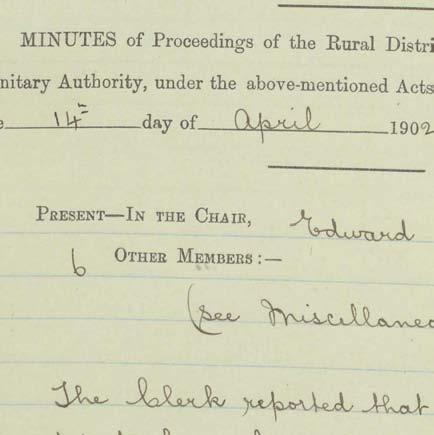 MINUTES of Proceedings of the Rural Distri
nitary Authority, under the above-mentioned Acts
e 14th day of April 1902
PRESENT—IN THE CHAIR, Edward
6 OTHER MEMBERS:—
(see Miscellaneo
The Clerk reported that